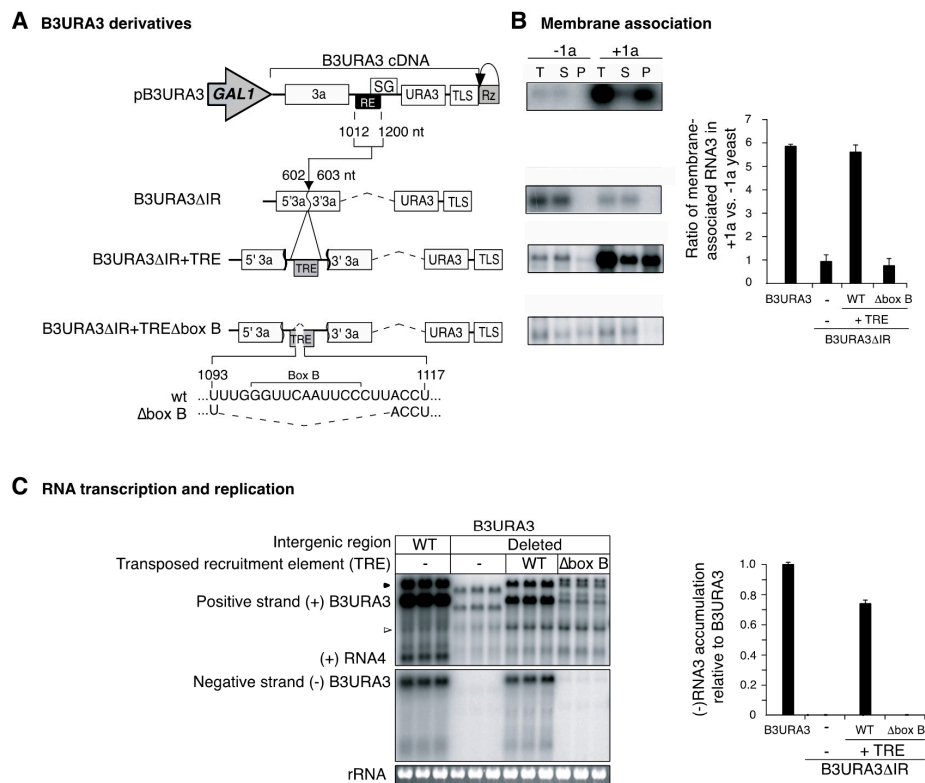 A B3URA3 derivatives
B3URA3 cDNA
pB3URA3
GAL1
3a
SG
RE
URA3
TLS
Rz
1012 1200 nt
602 603 nt
B3URA3ΔIR
5'3a 3'3a
URA3
TLS
B3URA3ΔIR+TRE
5' 3a
TRE
3' 3a
URA3
TLS
B3URA3ΔIR+TREΔbox B
5' 3a
TRE
3' 3a
URA3
TLS
1093 1117
Box B
wt ...UUUGGGUUCAAUUCCCUUACCU...
Δbox B ...U ACCU...
B Membrane association
-1a +1a
T S P T S P
Ratio of membrane-
associated RNA3 in
+1a vs. -1a yeast
7
6
5
4
3
2
1
0
B3URA3 - WT Δbox B
- + TRE
B3URA3ΔIR
C RNA transcription and replication
B3URA3
Intergenic region WT Deleted
Transposed recruitment element (TRE) - - WT Δbox B
Positive strand (+) B3URA3
(+) RNA4
Negative strand (-) B3URA3
rRNA
(-)RNA3 accumulation
relative to B3URA3
1.0
0.8
0.6
0.4
0.2
0
B3URA3 - WT Δbox B
- + TRE
B3URA3ΔIR